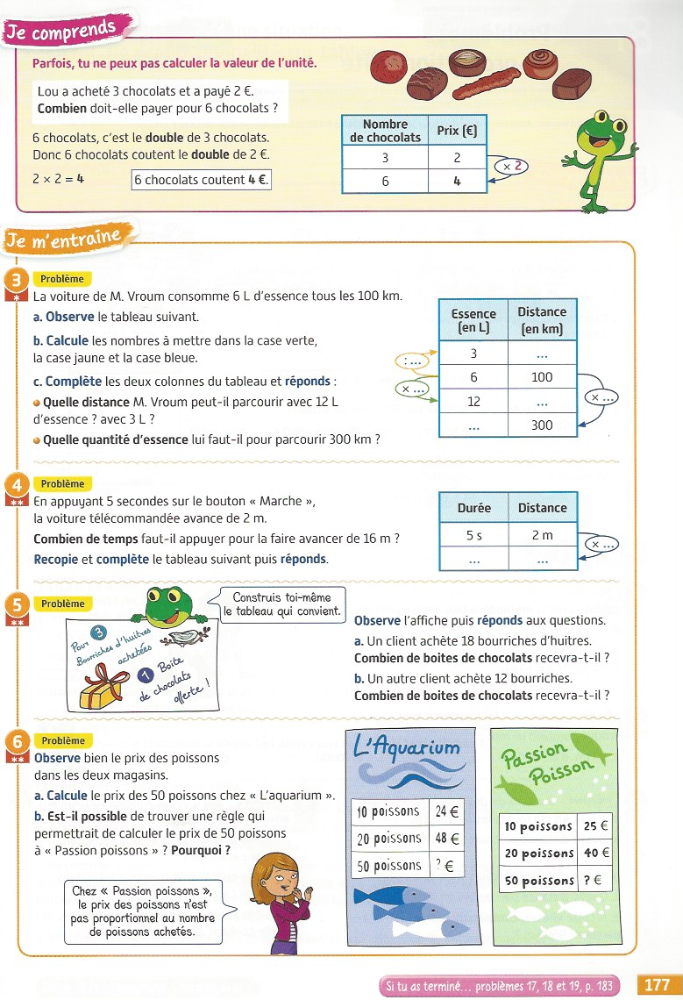 Je comprends
Parfois, tu ne peux pas calculer la valeur de l'unité.
Lou a acheté 3 chocolats et a payé 2 €.
Combien doit-elle payer pour 6 chocolats ?
6 chocolats, c'est le double de 3 chocolats.
Donc 6 chocolats coutent le double de 2 €.
2 × 2 = 4
6 chocolats coutent 4 €.
Nombre
de chocolats
Prix (€)
3 2
6 4
× 2
Je m'entraine
3
*
Problème
La voiture de M. Vroum consomme 6 L d'essence tous les 100 km.
a. Observe le tableau suivant.
b. Calcule les nombres à mettre dans la case verte,
la case jaune et la case bleue.
c. Complète les deux colonnes du tableau et réponds :
Quelle distance M. Vroum peut-il parcourir avec 12 L
d'essence ? avec 3 L ?
Quelle quantité d'essence lui faut-il pour parcourir 300 km ?
Essence
(en L)
Distance
(en km)
3 ...
6 100
12 ...
... 300
: ...
× ...
× ...
4
**
Problème
En appuyant 5 secondes sur le bouton « Marche »,
la voiture télécommandée avance de 2 m.
Combien de temps faut-il appuyer pour la faire avancer de 16 m ?
Recopie et complète le tableau suivant puis réponds.
Durée Distance
5 s 2 m
... ...
× ...
5
**
Problème
Construis toi-même
le tableau qui convient.
Pour 3
Bourriches d'huitres
achetées
1 Boite
de chocolats
offerte !
Observe l'affiche puis réponds aux questions.
a. Un client achète 18 bourriches d'huitres.
Combien de boites de chocolats recevra-t-il ?
b. Un autre client achète 12 bourriches.
Combien de boites de chocolats recevra-t-il ?
6
**
Problème
Observe bien le prix des poissons
dans les deux magasins.
a. Calcule le prix des 50 poissons chez « L'aquarium ».
b. Est-il possible de trouver une règle qui
permettrait de calculer le prix de 50 poissons
à « Passion poissons » ? Pourquoi ?
Chez « Passion poissons »,
le prix des poissons n'est
pas proportionnel au nombre
de poissons achetés.
L'Aquarium
10 poissons 24 €
20 poissons 48 €
50 poissons ? €
Passion
Poisson
10 poissons 25 €
20 poissons 40 €
50 poissons ? €
Si tu as terminé... problèmes 17, 18 et 19, p. 183
177